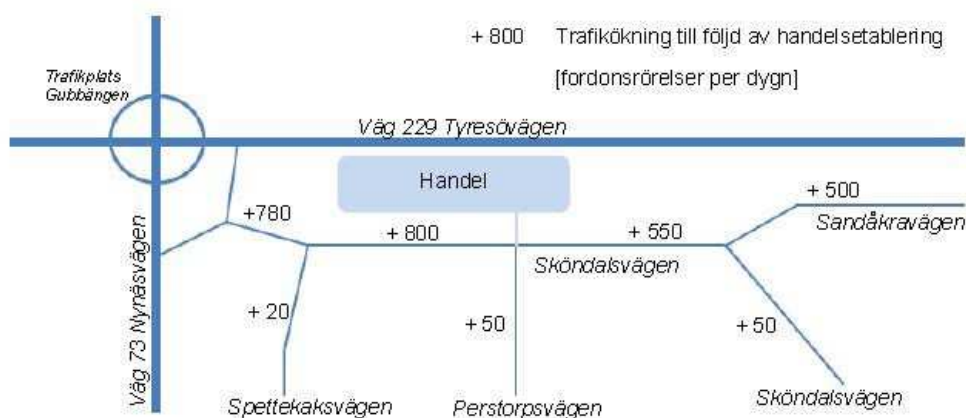 + 800 Trafikökning till följd av handelsetablering
[fordonsrörelser per dygn]
Trafikplats
Gubbängen
Väg 229 Tyresövägen
Handel
+ 500
Sandåkravägen
+780
+ 800
+ 550
Sköndalsvägen
Väg 73 Nynäsvägen
+ 20
+ 50
+ 50
Spettekaksvägen
Perstorpsvägen
Sköndalsvägen